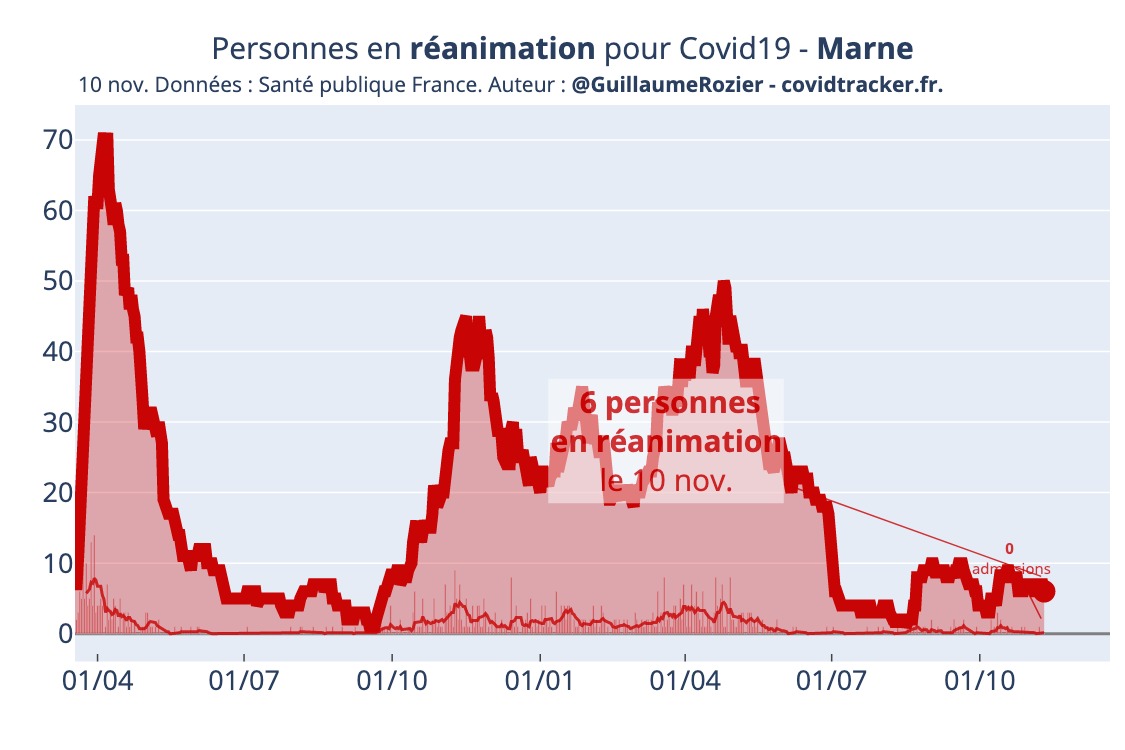 Personnes en réanimation pour Covid19 - Marne
10 nov. Données : Santé publique France. Auteur : @GuillaumeRozier - covidtracker.fr.
70
60
50
40
30
20
10
0
6 personnes
en réanimation
le 10 nov.
0
admissions
01/04
01/07
01/10
01/01
01/04
01/07
01/10